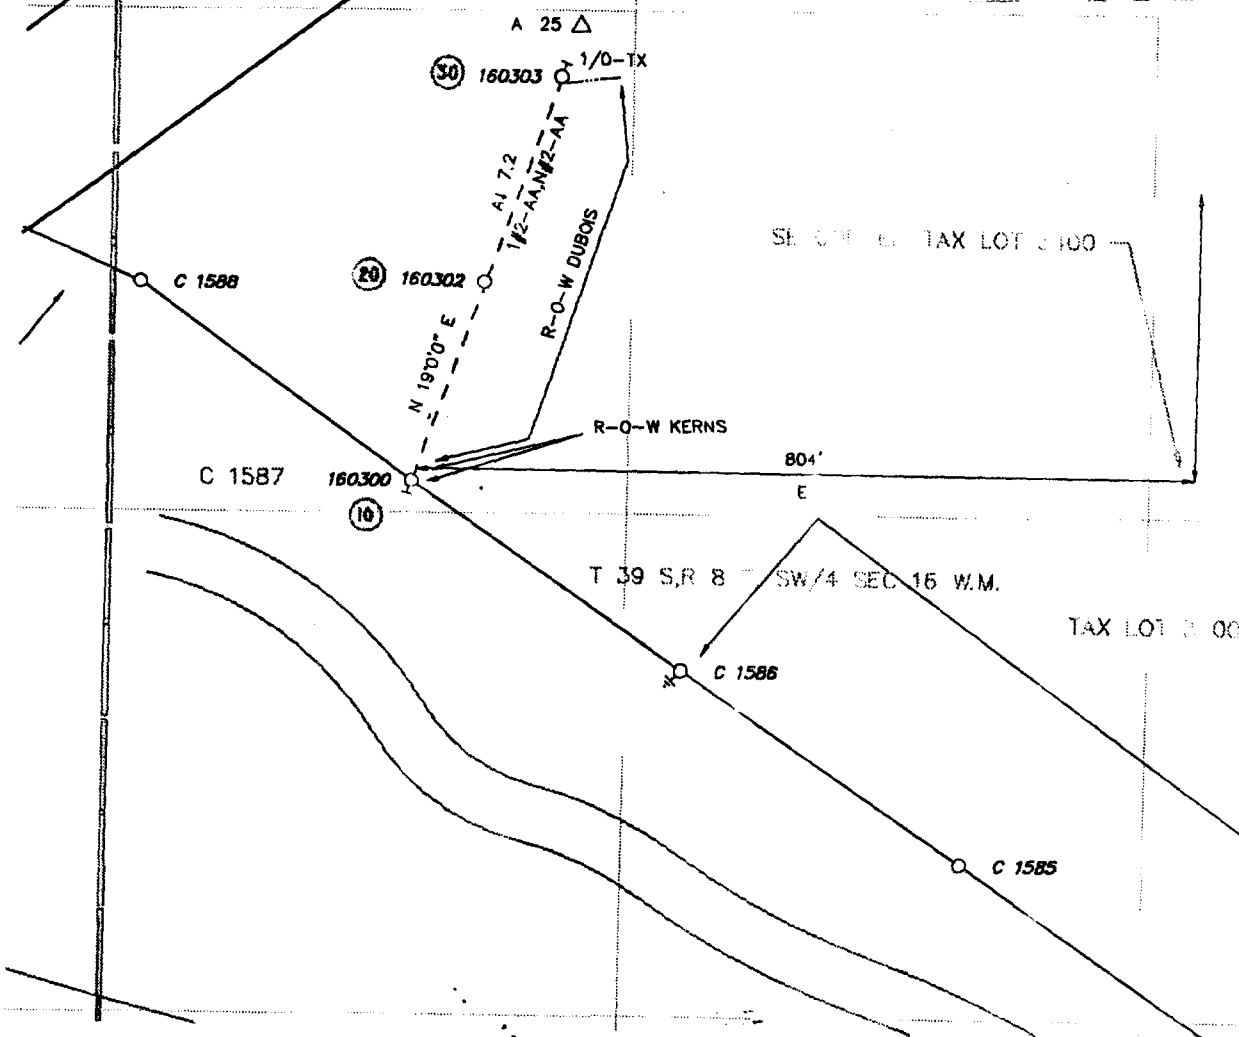 A 25
30 160303
1/0-TX
A1 7.2
1#2-AA,N#2-AA
R-O-W DUBOIS
TAX LOT
C 1588
20 160302
N 19°0'0" E
R-O-W KERNS
804'
E
C 1587
160300
10
T 39 S,R 8 SW/4 SEC 16 W.M.
TAX LOT
C 1586
C 1585